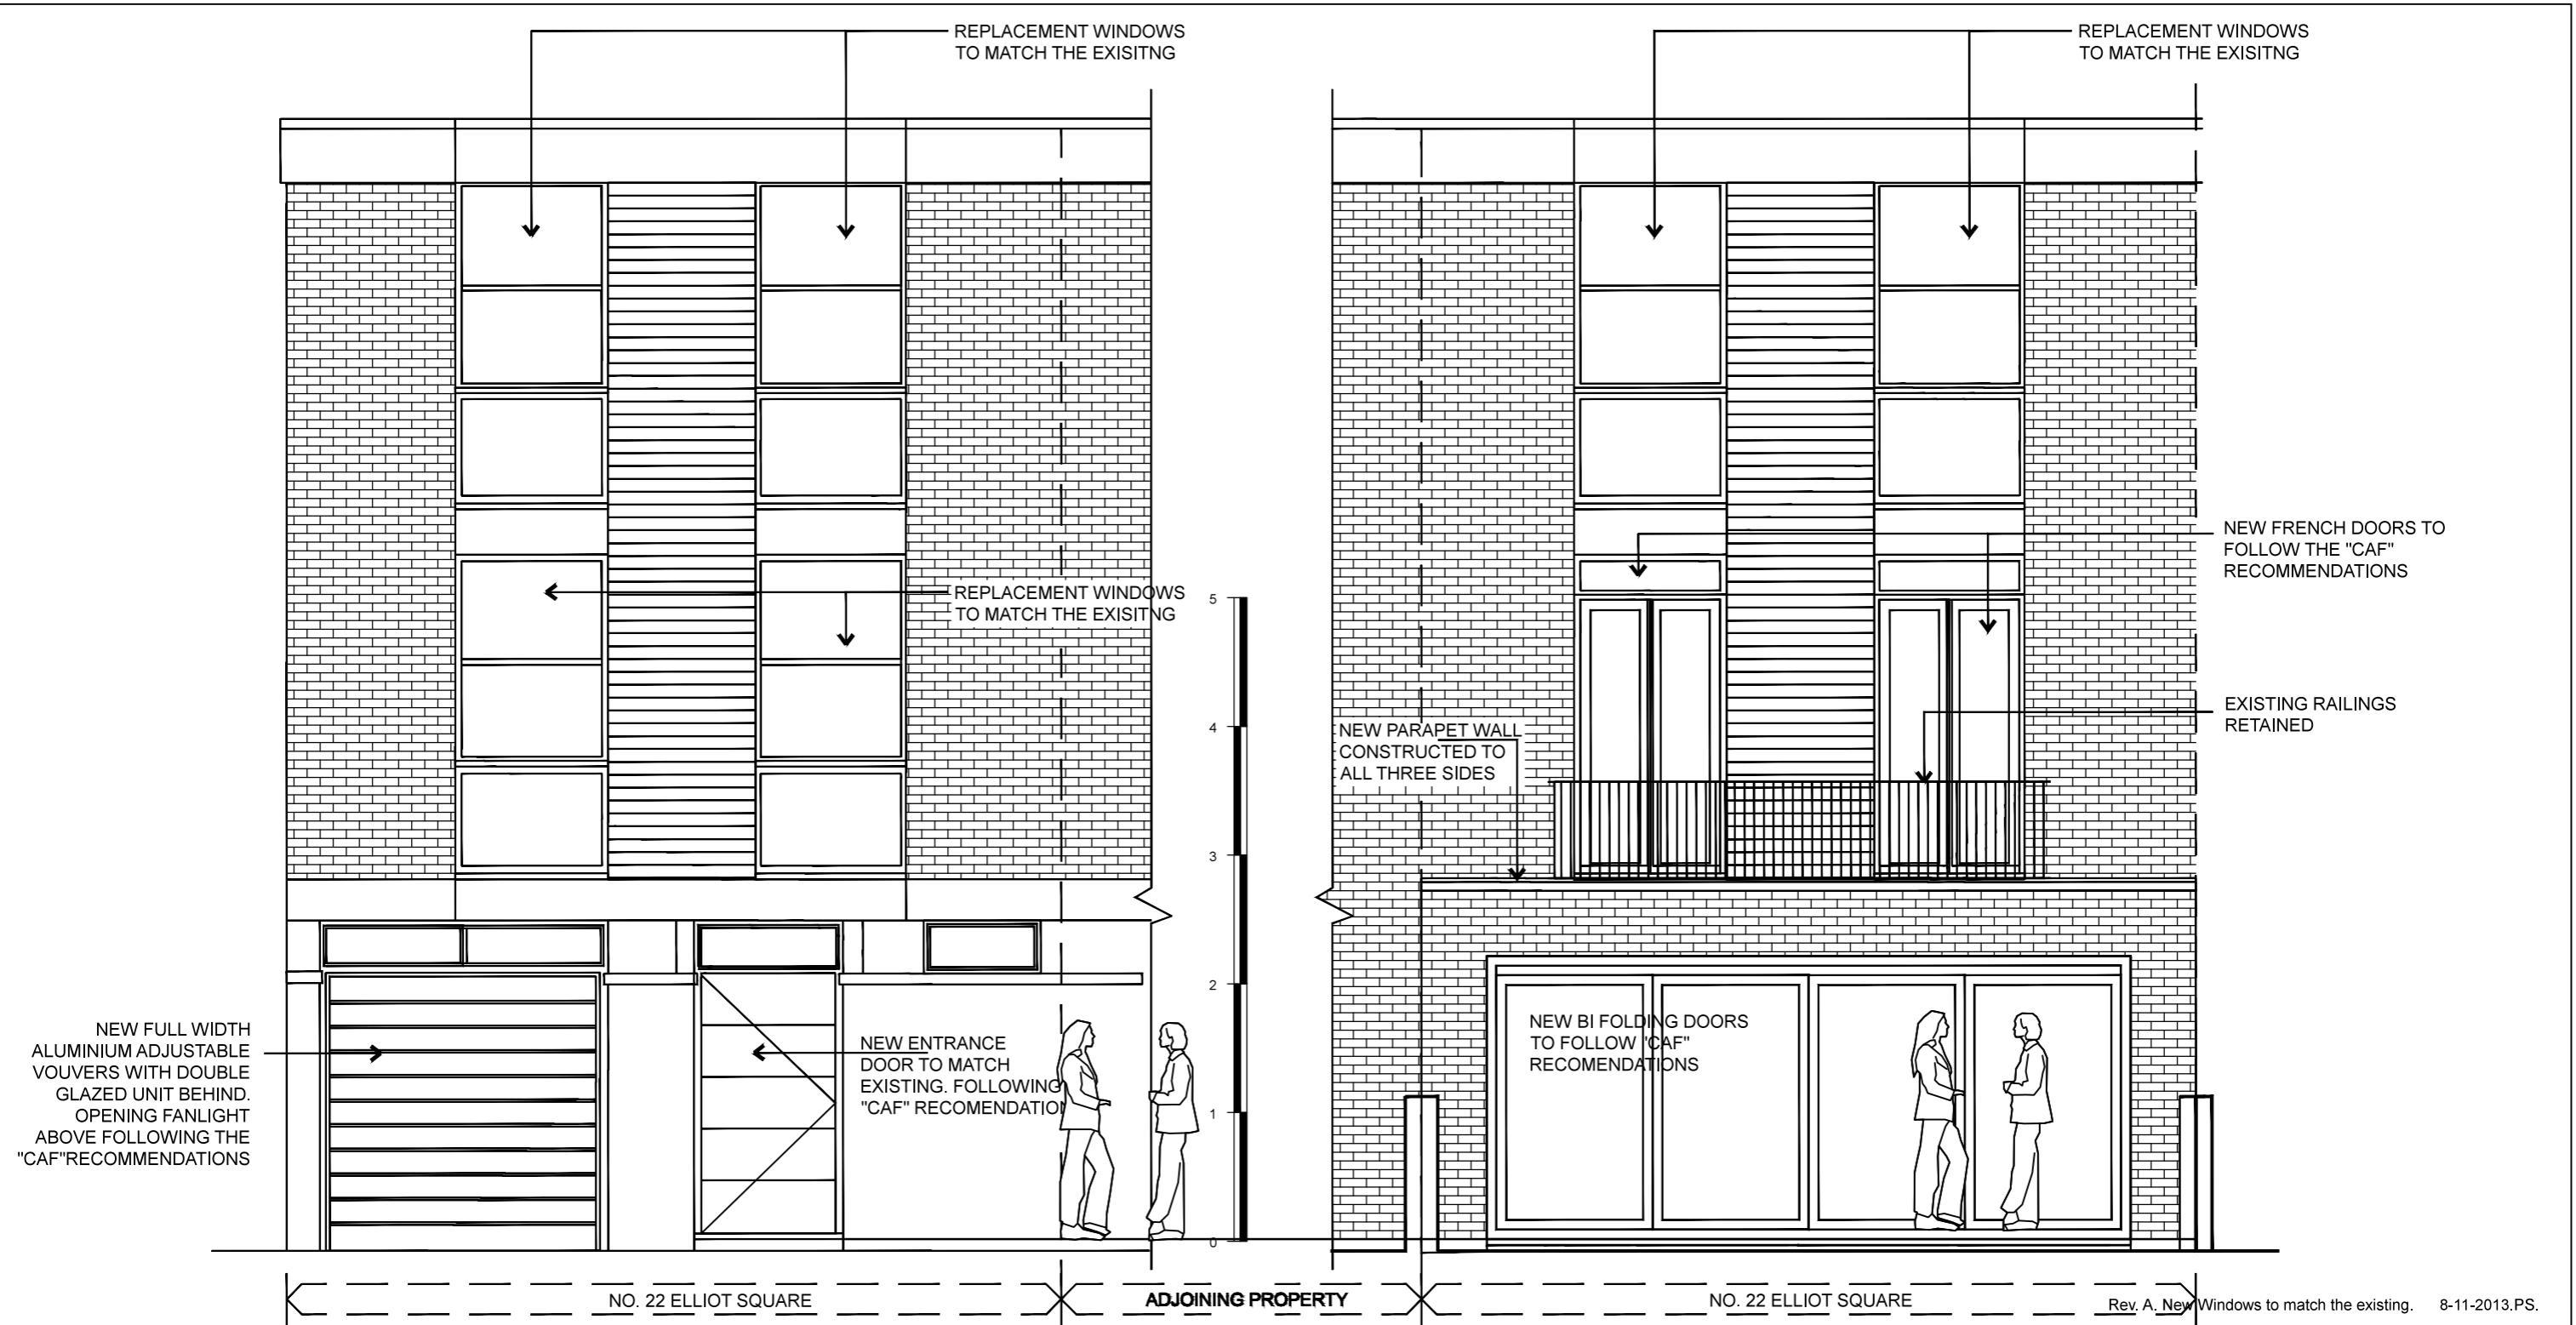 REPLACEMENT WINDOWS
TO MATCH THE EXISITNG
REPLACEMENT WINDOWS
TO MATCH THE EXISITNG
REPLACEMENT WINDOWS
TO MATCH THE EXISITNG
NEW FULL WIDTH
ALUMINIUM ADJUSTABLE
VOUVERS WITH DOUBLE
GLAZED UNIT BEHIND.
OPENING FANLIGHT
ABOVE FOLLOWING THE
"CAF"RECOMMENDATIONS
NEW ENTRANCE
DOOR TO MATCH
EXISTING. FOLLOWING
"CAF" RECOMENDATION
5
4
3
2
1
0
NEW PARAPET WALL
CONSTRUCTED TO
ALL THREE SIDES
NEW FRENCH DOORS TO
FOLLOW THE "CAF"
RECOMMENDATIONS
EXISTING RAILINGS
RETAINED
NEW BI FOLDING DOORS
TO FOLLOW "CAF"
RECOMENDATIONS
NO. 22 ELLIOT SQUARE
ADJOINING PROPERTY
NO. 22 ELLIOT SQUARE
Rev. A. New Windows to match the existing. 8-11-2013.PS.